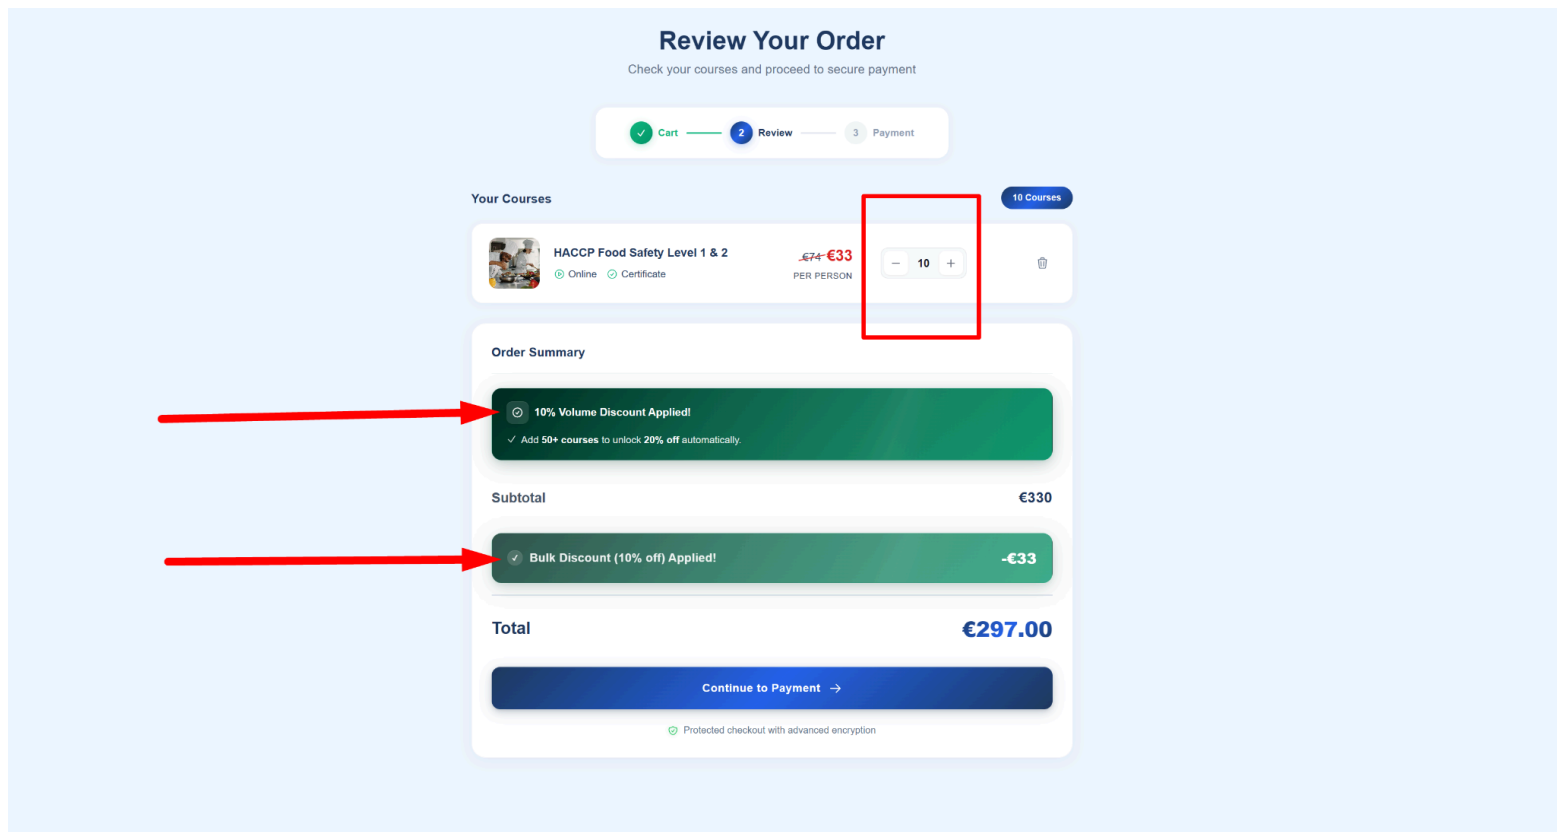 Review Your Order
Check your courses and proceed to secure payment
Cart 2 Review 3 Payment
Your Courses
10 Courses
HACCP Food Safety Level 1 & 2
Online Certificate
€74 €33
PER PERSON
− 10 +
Order Summary
10% Volume Discount Applied!
Add 50+ courses to unlock 20% off automatically.
Subtotal €330
Bulk Discount (10% off) Applied! -€33
Total €297.00
Continue to Payment →
Protected checkout with advanced encryption